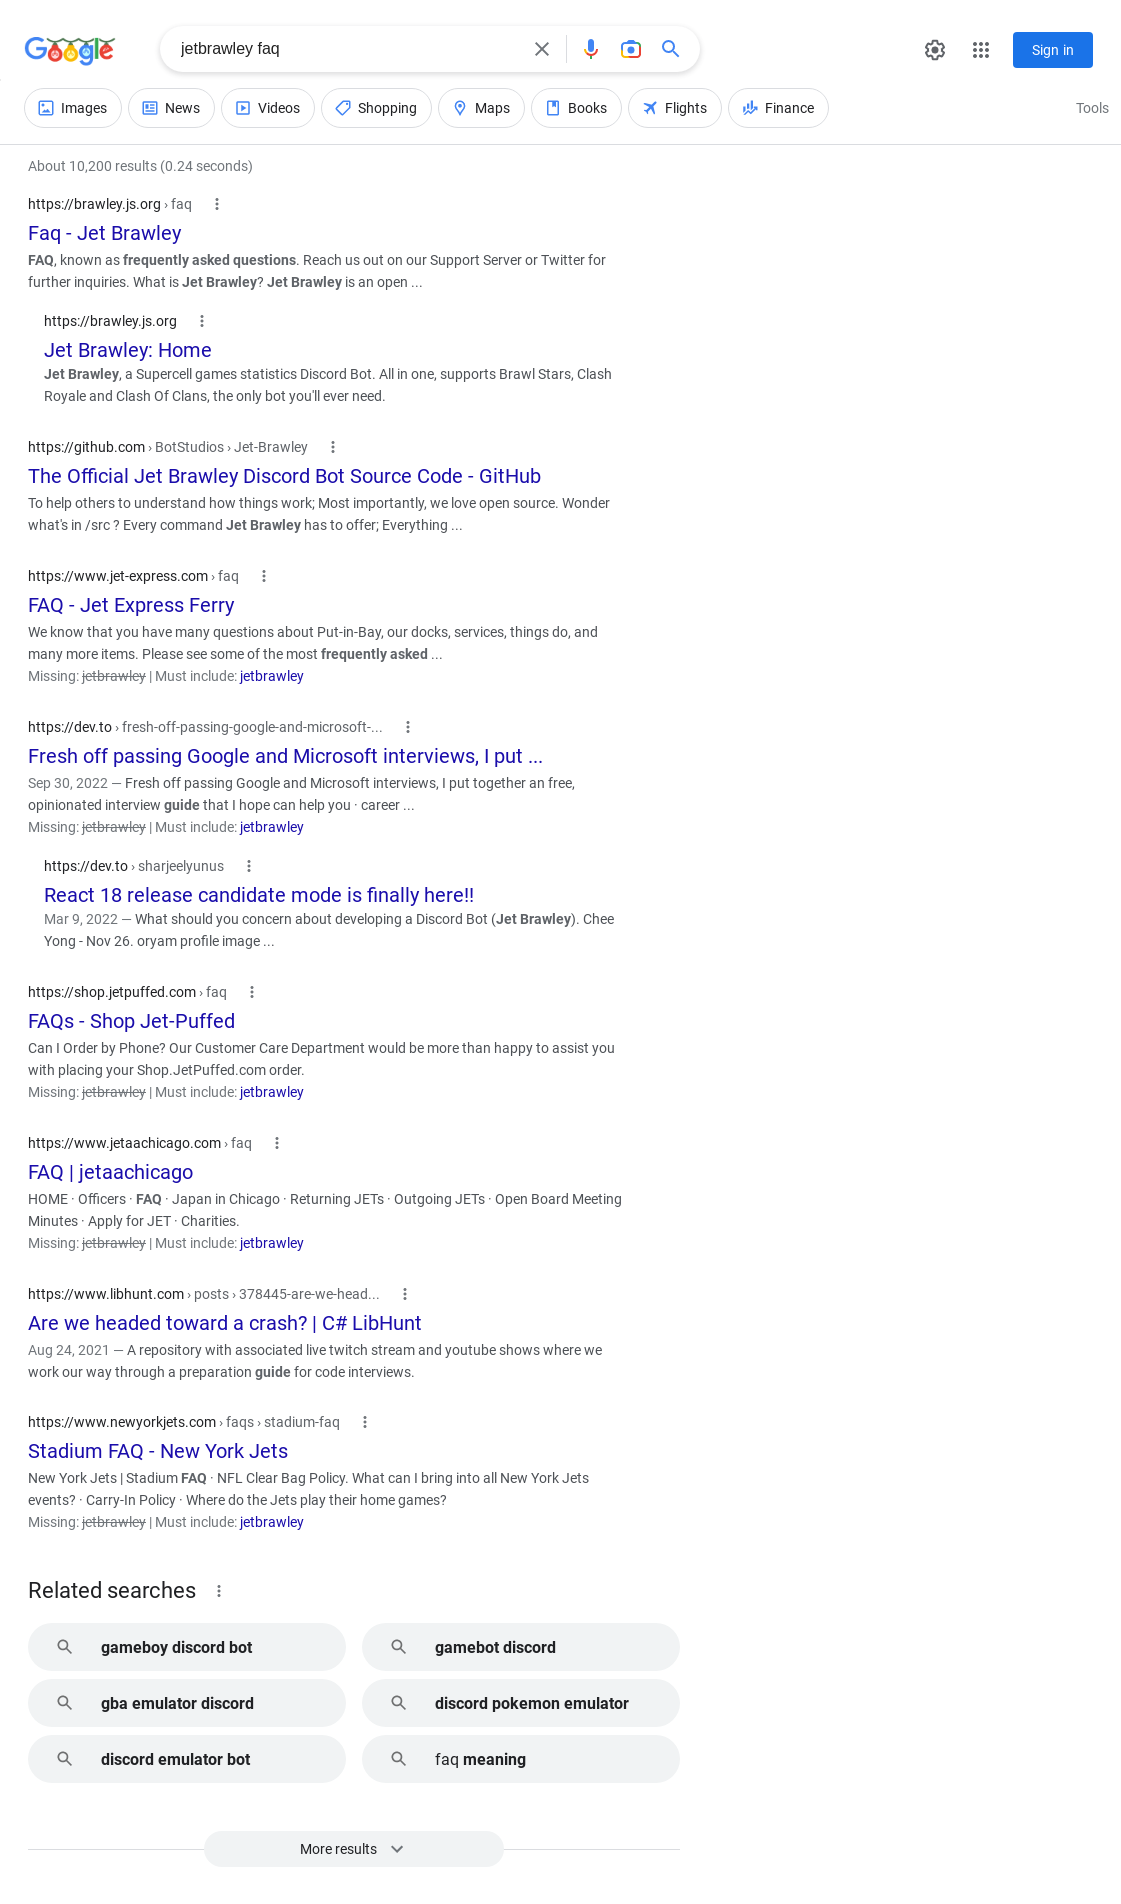 Google
jetbrawley faq
Sign in
Images
News
Videos
Shopping
Maps
Books
Flights
Finance
Tools
About 10,200 results (0.24 seconds)
https://brawley.js.org › faq
Faq - Jet Brawley
FAQ, known as frequently asked questions. Reach us out on our Support Server or Twitter for
further inquiries. What is Jet Brawley? Jet Brawley is an open ...
https://brawley.js.org
Jet Brawley: Home
Jet Brawley, a Supercell games statistics Discord Bot. All in one, supports Brawl Stars, Clash
Royale and Clash Of Clans, the only bot you'll ever need.
https://github.com › BotStudios › Jet-Brawley
The Official Jet Brawley Discord Bot Source Code - GitHub
To help others to understand how things work; Most importantly, we love open source. Wonder
what's in /src ? Every command Jet Brawley has to offer; Everything ...
https://www.jet-express.com › faq
FAQ - Jet Express Ferry
We know that you have many questions about Put-in-Bay, our docks, services, things do, and
many more items. Please see some of the most frequently asked ...
Missing: jetbrawley | Must include: jetbrawley
https://dev.to › fresh-off-passing-google-and-microsoft-...
Fresh off passing Google and Microsoft interviews, I put ...
Sep 30, 2022 — Fresh off passing Google and Microsoft interviews, I put together an free,
opinionated interview guide that I hope can help you · career ...
Missing: jetbrawley | Must include: jetbrawley
https://dev.to › sharjeelyunus
React 18 release candidate mode is finally here!!
Mar 9, 2022 — What should you concern about developing a Discord Bot (Jet Brawley). Chee
Yong - Nov 26. oryam profile image ...
https://shop.jetpuffed.com › faq
FAQs - Shop Jet-Puffed
Can I Order by Phone? Our Customer Care Department would be more than happy to assist you
with placing your Shop.JetPuffed.com order.
Missing: jetbrawley | Must include: jetbrawley
https://www.jetaachicago.com › faq
FAQ | jetaachicago
HOME · Officers · FAQ · Japan in Chicago · Returning JETs · Outgoing JETs · Open Board Meeting
Minutes · Apply for JET · Charities.
Missing: jetbrawley | Must include: jetbrawley
https://www.libhunt.com › posts › 378445-are-we-head...
Are we headed toward a crash? | C# LibHunt
Aug 24, 2021 — A repository with associated live twitch stream and youtube shows where we
work our way through a preparation guide for code interviews.
https://www.newyorkjets.com › faqs › stadium-faq
Stadium FAQ - New York Jets
New York Jets | Stadium FAQ · NFL Clear Bag Policy. What can I bring into all New York Jets
events? · Carry-In Policy · Where do the Jets play their home games?
Missing: jetbrawley | Must include: jetbrawley
Related searches
gameboy discord bot
gamebot discord
gba emulator discord
discord pokemon emulator
discord emulator bot
faq meaning
More results